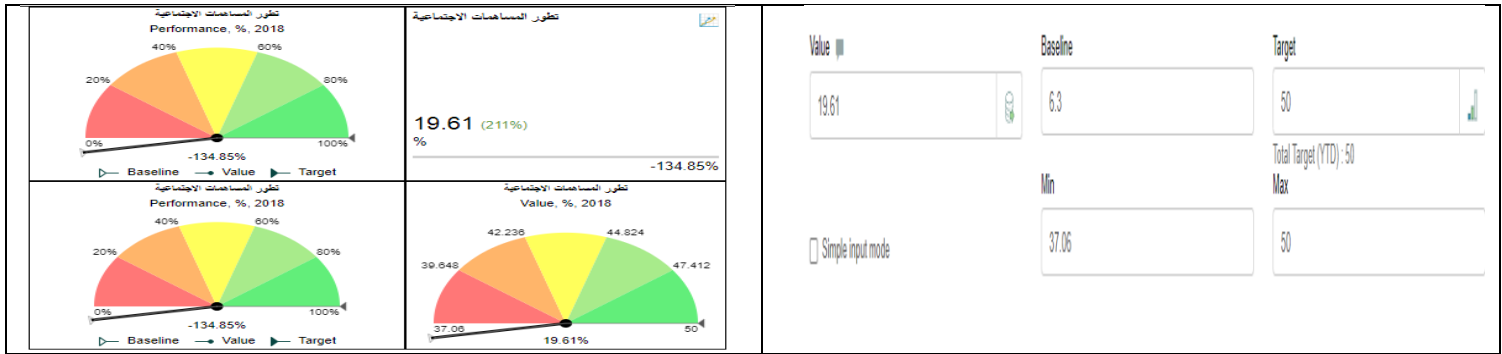 تطور المساهمات الاجتماعية
Performance, %, 2018
40% 60%
20% 80%
0% 100%
-134.85%
Baseline Value Target
تطور المساهمات الاجتماعية
19.61 (211%)
%
-134.85%
تطور المساهمات الاجتماعية
Performance, %, 2018
40% 60%
20% 80%
0% 100%
-134.85%
Baseline Value Target
تطور المساهمات الاجتماعية
Value, %, 2018
42.236 44.824
39.648 47.412
37.06 50
19.61%
Value Baseline Target
19.61 6.3 50
Total Target (YTD) : 50
Min Max
Simple input mode 37.06 50